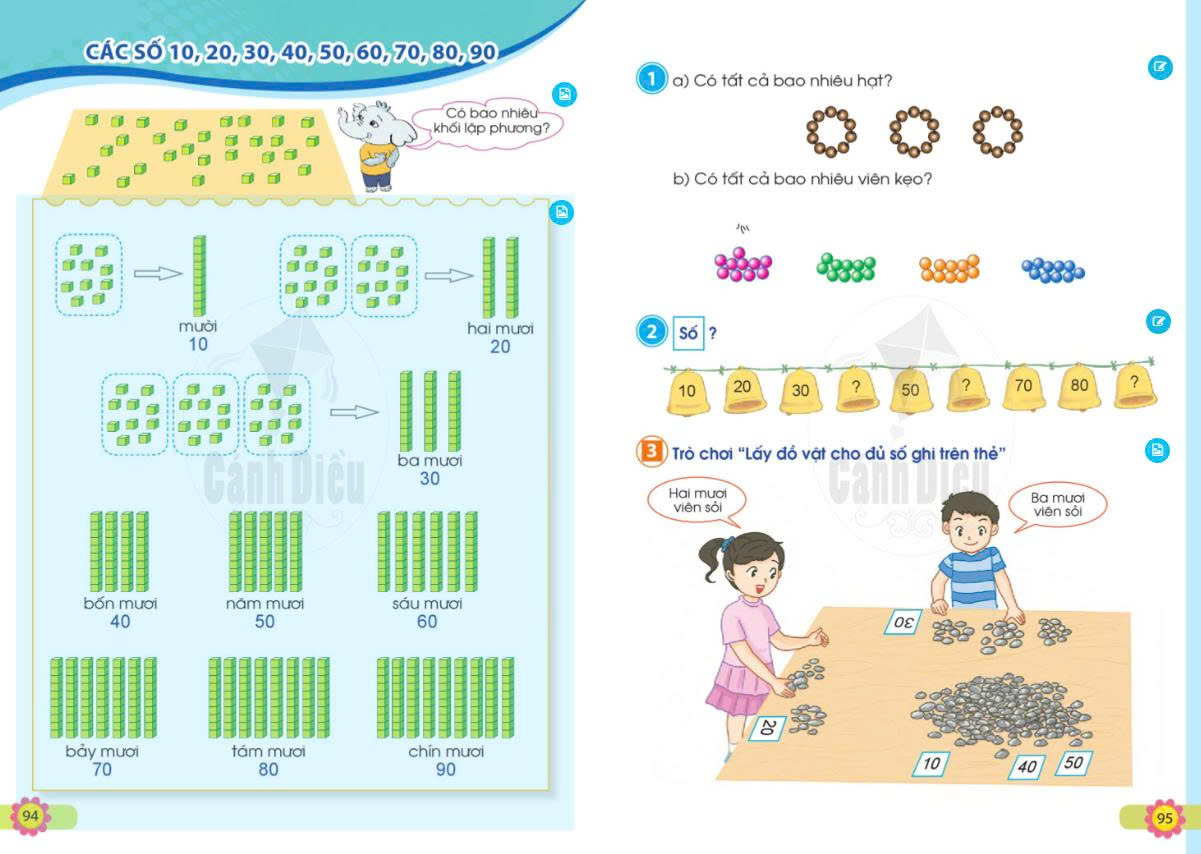 CÁC SỐ 10, 20, 30, 40, 50, 60, 70, 80, 90
Có bao nhiêu
khối lập phương?
mười
10
hai mươi
20
ba mươi
30
bốn mươi
40
năm mươi
50
sáu mươi
60
bảy mươi
70
tám mươi
80
chín mươi
90
Cánh Diều
94
1 a) Có tất cả bao nhiêu hạt?
b) Có tất cả bao nhiêu viên kẹo?
2 Số ?
10 20 30 ? 50 ? 70 80 ?
3 Trò chơi “Lấy đồ vật cho đủ số ghi trên thẻ”
Cánh Diều
Hai mươi
viên sỏi
Ba mươi
viên sỏi
30
20
10 40 50
95